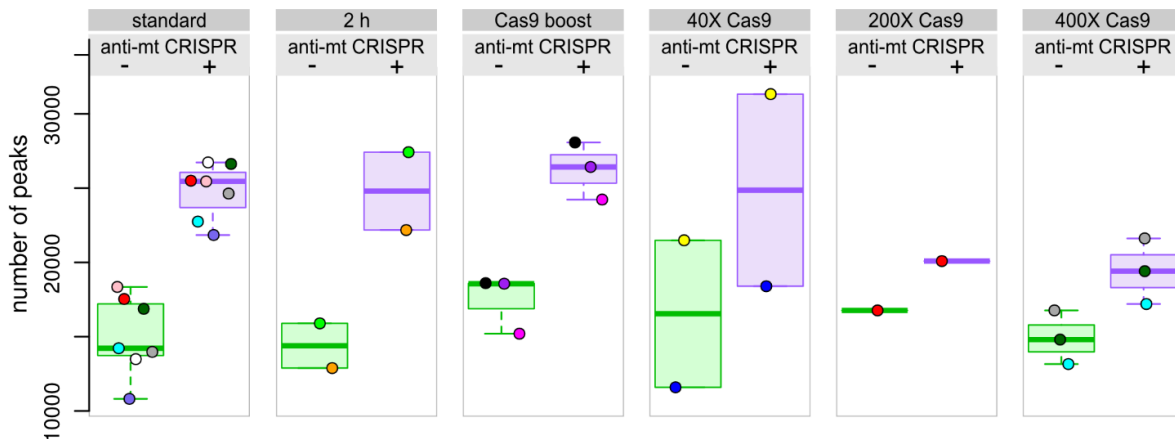 standard 2 h Cas9 boost 40X Cas9 200X Cas9 400X Cas9
anti-mt CRISPR anti-mt CRISPR anti-mt CRISPR anti-mt CRISPR anti-mt CRISPR anti-mt CRISPR
- + - + - + - + - + - +
number of peaks
30000
20000
10000